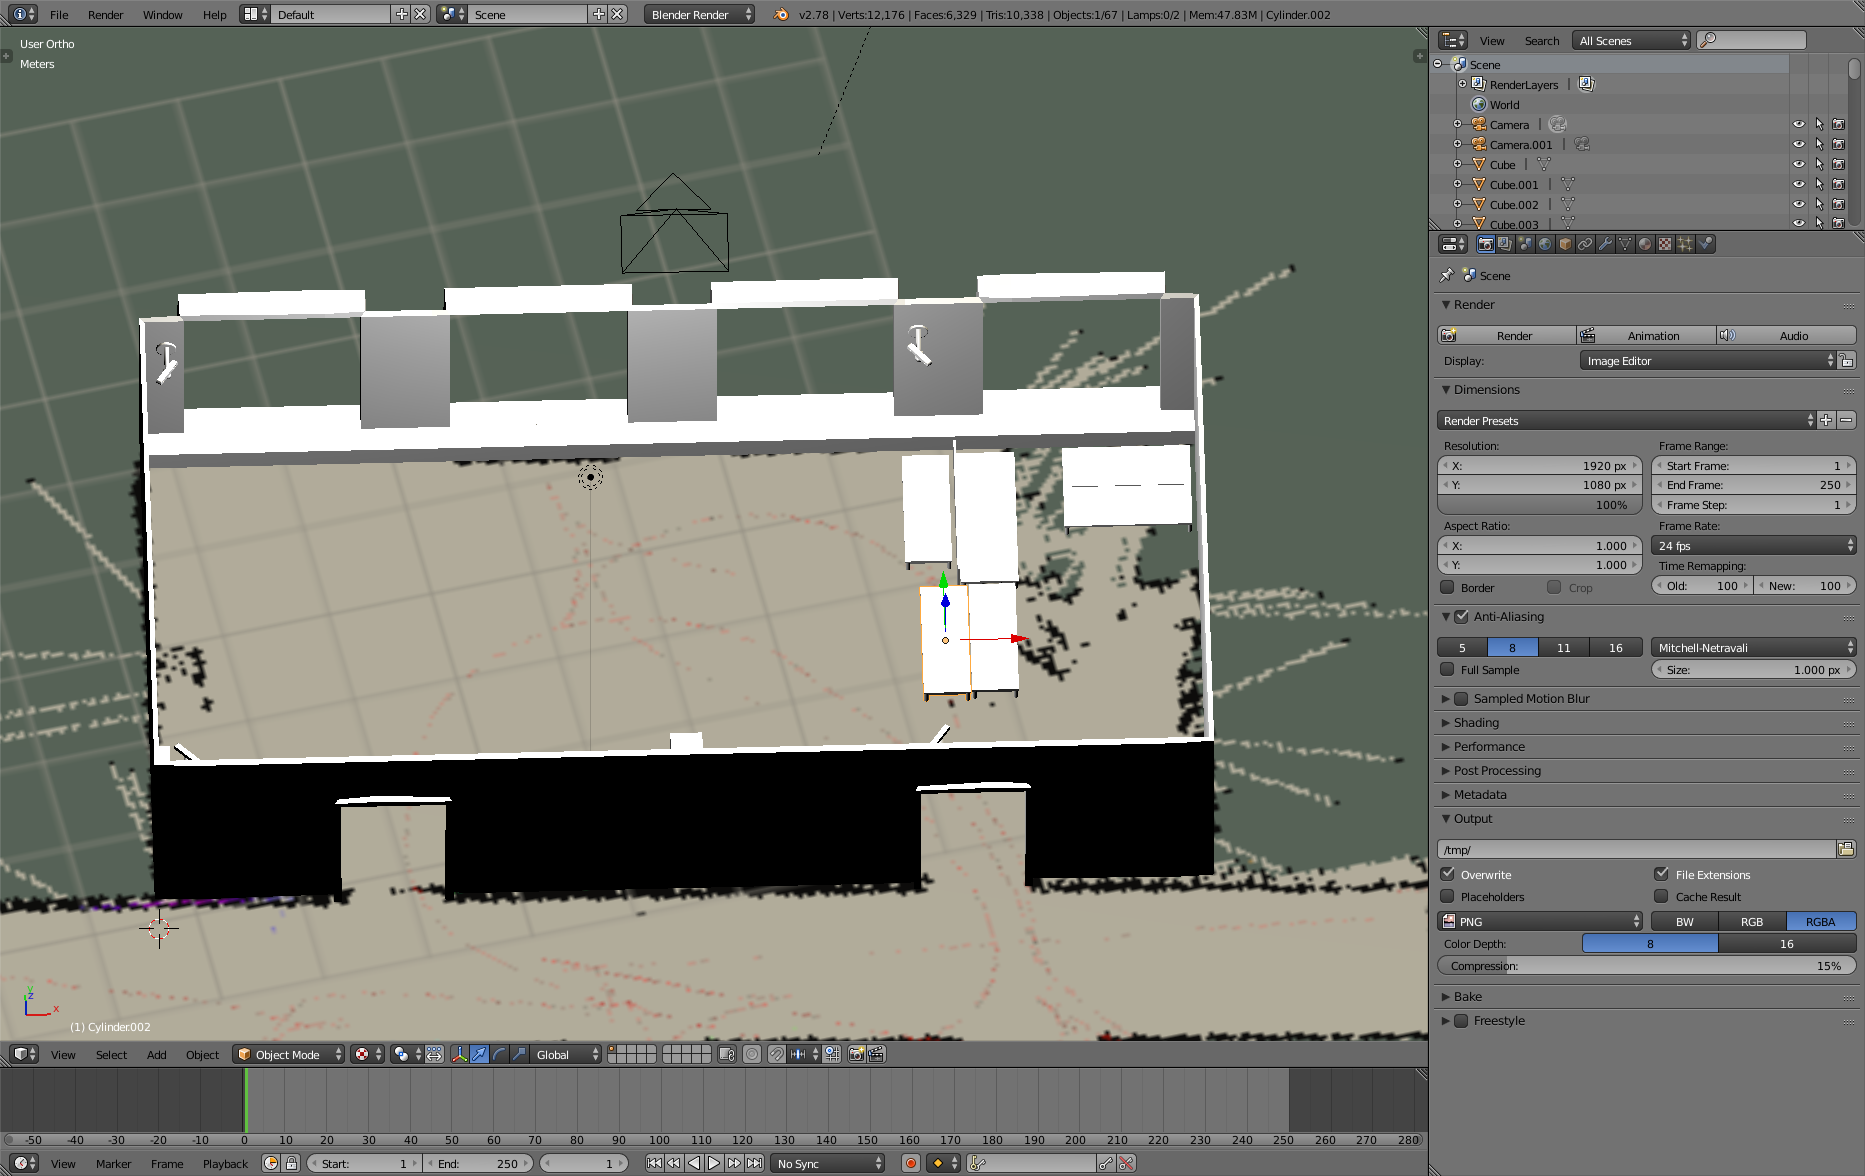 File Render Window Help Default Scene Blender Render v2.78 | Verts:12,176 | Faces:6,329 | Tris:10,338 | Objects:1/67 | Lamps:0/2 | Mem:47.83M | Cylinder.002
User Ortho
Meters
(1) Cylinder.002
z
x
View Select Add Object Object Mode Global
-50 -40 -30 -20 -10 0 10 20 30 40 50 60 70 80 90 100 110 120 130 140 150 160 170 180 190 200 210 220 230 240 250 260 270 280
View Marker Frame Playback Start: 1 End: 250 1 No Sync
View Search All Scenes
Scene
RenderLayers |
World
Camera |
Camera.001 |
Cube |
Cube.001 |
Cube.002 |
Cube.003 |
Scene
Render
Render Animation Audio
Display: Image Editor
Dimensions
Render Presets
Resolution: Frame Range:
X: 1920 px Start Frame: 1
Y: 1080 px End Frame: 250
100% Frame Step: 1
Aspect Ratio: Frame Rate:
X: 1.000 24 fps
Y: 1.000 Time Remapping:
Border Crop Old: 100 New: 100
Anti-Aliasing
5 8 11 16 Mitchell-Netravali
Full Sample Size: 1.000 px
Sampled Motion Blur
Shading
Performance
Post Processing
Metadata
Output
/tmp/
Overwrite File Extensions
Placeholders Cache Result
PNG BW RGB RGBA
Color Depth: 8 16
Compression: 15%
Bake
Freestyle